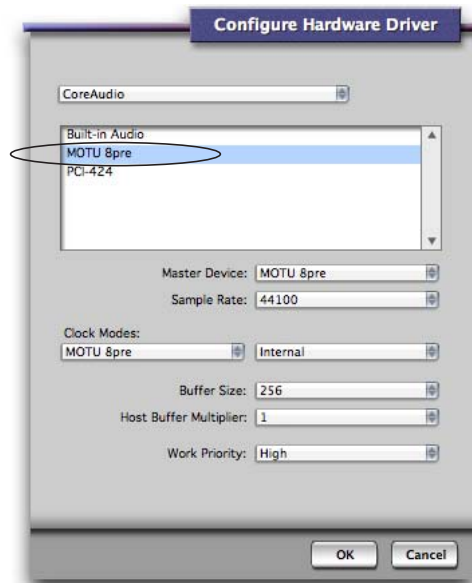 Configure Hardware Driver
CoreAudio
Built-in Audio
MOTU 8pre
PCI-424
Master Device: MOTU 8pre
Sample Rate: 44100
Clock Modes:
MOTU 8pre Internal
Buffer Size: 256
Host Buffer Multiplier: 1
Work Priority: High
OK Cancel